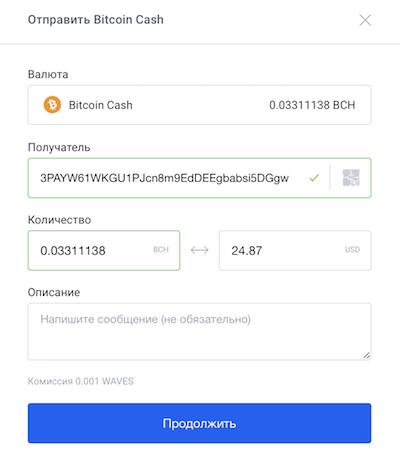 Отправить Bitcoin Cash
Валюта
Bitcoin Cash 0.03311138 BCH
Получатель
3PAYW61WKGU1PJcn8m9EdDEEgbabsi5DGgw
Количество
0.03311138 BCH 24.87 USD
Описание
Напишите сообщение (не обязательно)
Комиссия 0.001 WAVES
Продолжить